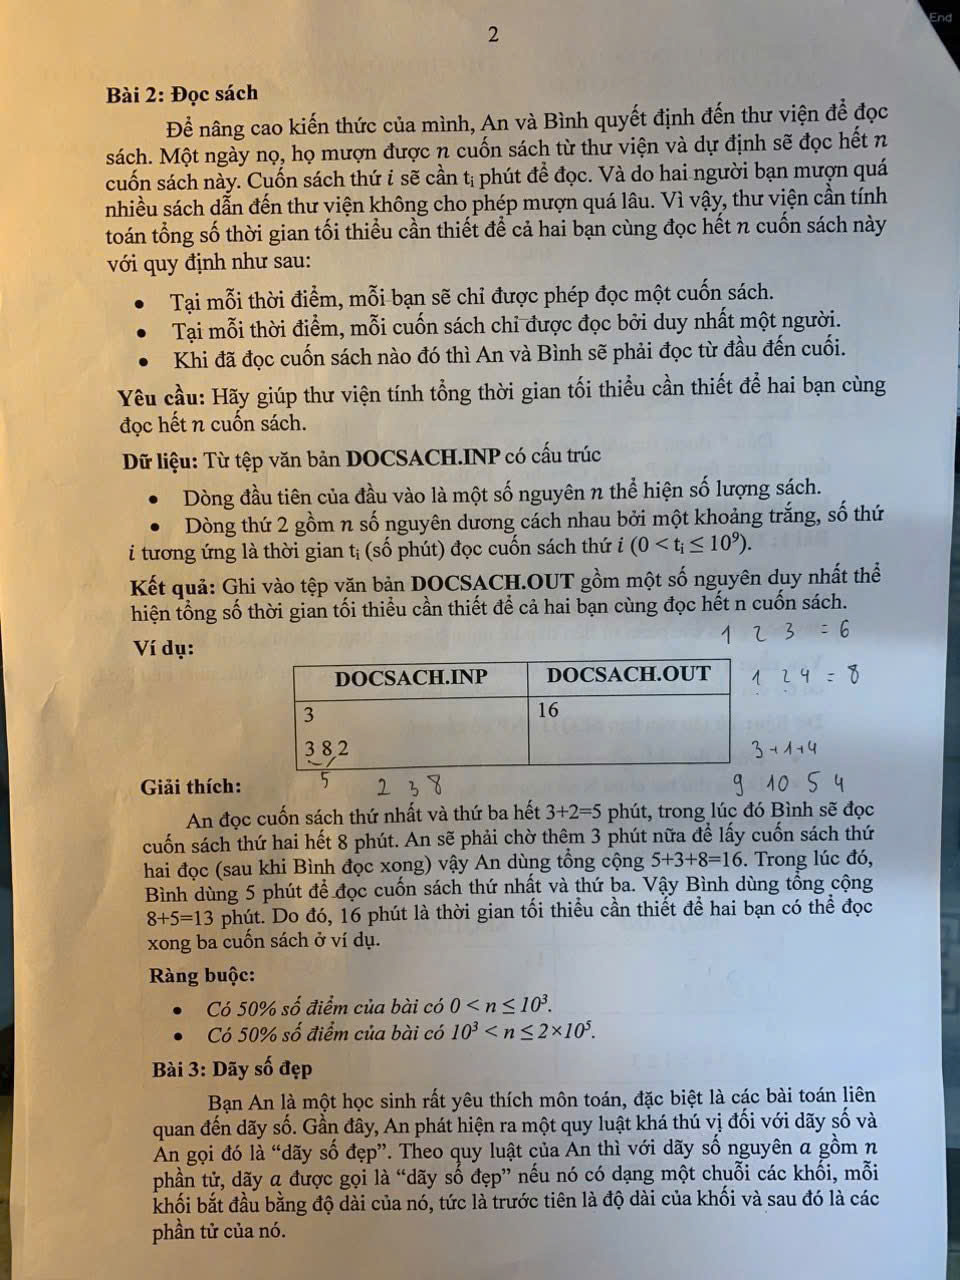 End
2
Bài 2: Đọc sách
Để nâng cao kiến thức của mình, An và Bình quyết định đến thư viện để đọc
sách. Một ngày nọ, họ mượn được n cuốn sách từ thư viện và dự định sẽ đọc hết n
cuốn sách này. Cuốn sách thứ i sẽ cần tᵢ phút để đọc. Và do hai người bạn mượn quá
nhiều sách dẫn đến thư viện không cho phép mượn quá lâu. Vì vậy, thư viện cần tính
toán tổng số thời gian tối thiểu cần thiết để cả hai bạn cùng đọc hết n cuốn sách này
với quy định như sau:
• Tại mỗi thời điểm, mỗi bạn sẽ chỉ được phép đọc một cuốn sách.
• Tại mỗi thời điểm, mỗi cuốn sách chỉ được đọc bởi duy nhất một người.
• Khi đã đọc cuốn sách nào đó thì An và Bình sẽ phải đọc từ đầu đến cuối.
Yêu cầu: Hãy giúp thư viện tính tổng thời gian tối thiểu cần thiết để hai bạn cùng
đọc hết n cuốn sách.
Dữ liệu: Từ tệp văn bản DOCSACH.INP có cấu trúc
• Dòng đầu tiên của đầu vào là một số nguyên n thể hiện số lượng sách.
• Dòng thứ 2 gồm n số nguyên dương cách nhau bởi một khoảng trắng, số thứ
i tương ứng là thời gian tᵢ (số phút) đọc cuốn sách thứ i (0 < tᵢ ≤ 10⁹).
Kết quả: Ghi vào tệp văn bản DOCSACH.OUT gồm một số nguyên duy nhất thể
hiện tổng số thời gian tối thiểu cần thiết để cả hai bạn cùng đọc hết n cuốn sách.
1 2 3 = 6
Ví dụ:
DOCSACH.INP DOCSACH.OUT
1 2 4 = 8
3 16
3 8 2
3+1+4
5 2 3 8
9 10 5 4
Giải thích:
An đọc cuốn sách thứ nhất và thứ ba hết 3+2=5 phút, trong lúc đó Bình sẽ đọc
cuốn sách thứ hai hết 8 phút. An sẽ phải chờ thêm 3 phút nữa để lấy cuốn sách thứ
hai đọc (sau khi Bình đọc xong) vậy An dùng tổng cộng 5+3+8=16. Trong lúc đó,
Bình dùng 5 phút để đọc cuốn sách thứ nhất và thứ ba. Vậy Bình dùng tổng cộng
8+5=13 phút. Do đó, 16 phút là thời gian tối thiểu cần thiết để hai bạn có thể đọc
xong ba cuốn sách ở ví dụ.
Ràng buộc:
• Có 50% số điểm của bài có 0 < n ≤ 10³.
• Có 50% số điểm của bài có 10³ < n ≤ 2×10⁵.
Bài 3: Dãy số đẹp
Bạn An là một học sinh rất yêu thích môn toán, đặc biệt là các bài toán liên
quan đến dãy số. Gần đây, An phát hiện ra một quy luật khá thú vị đối với dãy số và
An gọi đó là “dãy số đẹp”. Theo quy luật của An thì với dãy số nguyên a gồm n
phần tử, dãy a được gọi là “dãy số đẹp” nếu nó có dạng một chuỗi các khối, mỗi
khối bắt đầu bằng độ dài của nó, tức là trước tiên là độ dài của khối và sau đó là các
phần tử của nó.